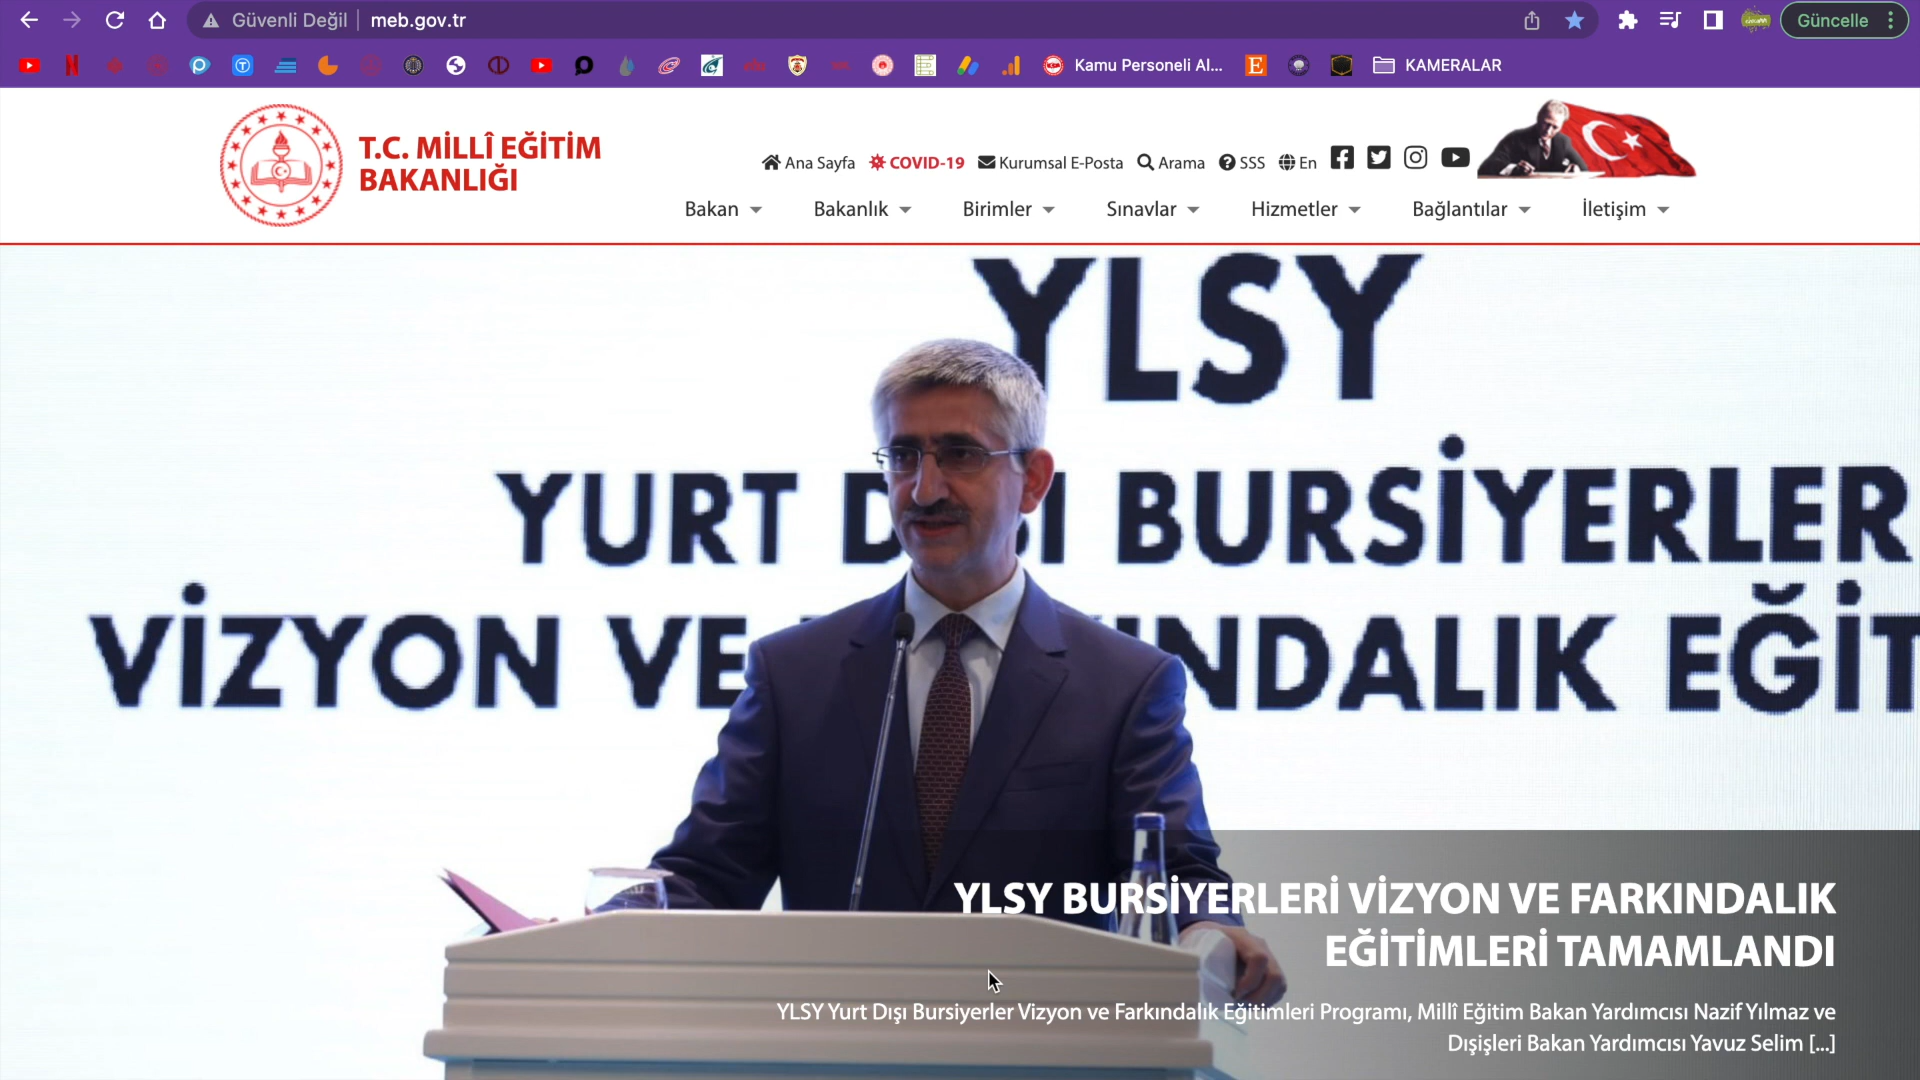 Güvenli Değil
meb.gov.tr
Güncelle
Kamu Personeli Al...
KAMERALAR
T.C. MİLLÎ EĞİTİM
BAKANLIĞI
Ana Sayfa COVID-19 Kurumsal E-Posta Arama SSS En
Bakan Bakanlık Birimler Sınavlar Hizmetler Bağlantılar İletişim
YLSY
YURT DIŞI BURSİYERLER
VİZYON VE FARKINDALIK EĞİT
YLSY BURSİYERLERİ VİZYON VE FARKINDALIK
EĞİTİMLERİ TAMAMLANDI
YLSY Yurt Dışı Bursiyerler Vizyon ve Farkındalık Eğitimleri Programı, Millî Eğitim Bakan Yardımcısı Nazif Yılmaz ve
Dışişleri Bakan Yardımcısı Yavuz Selim [...]